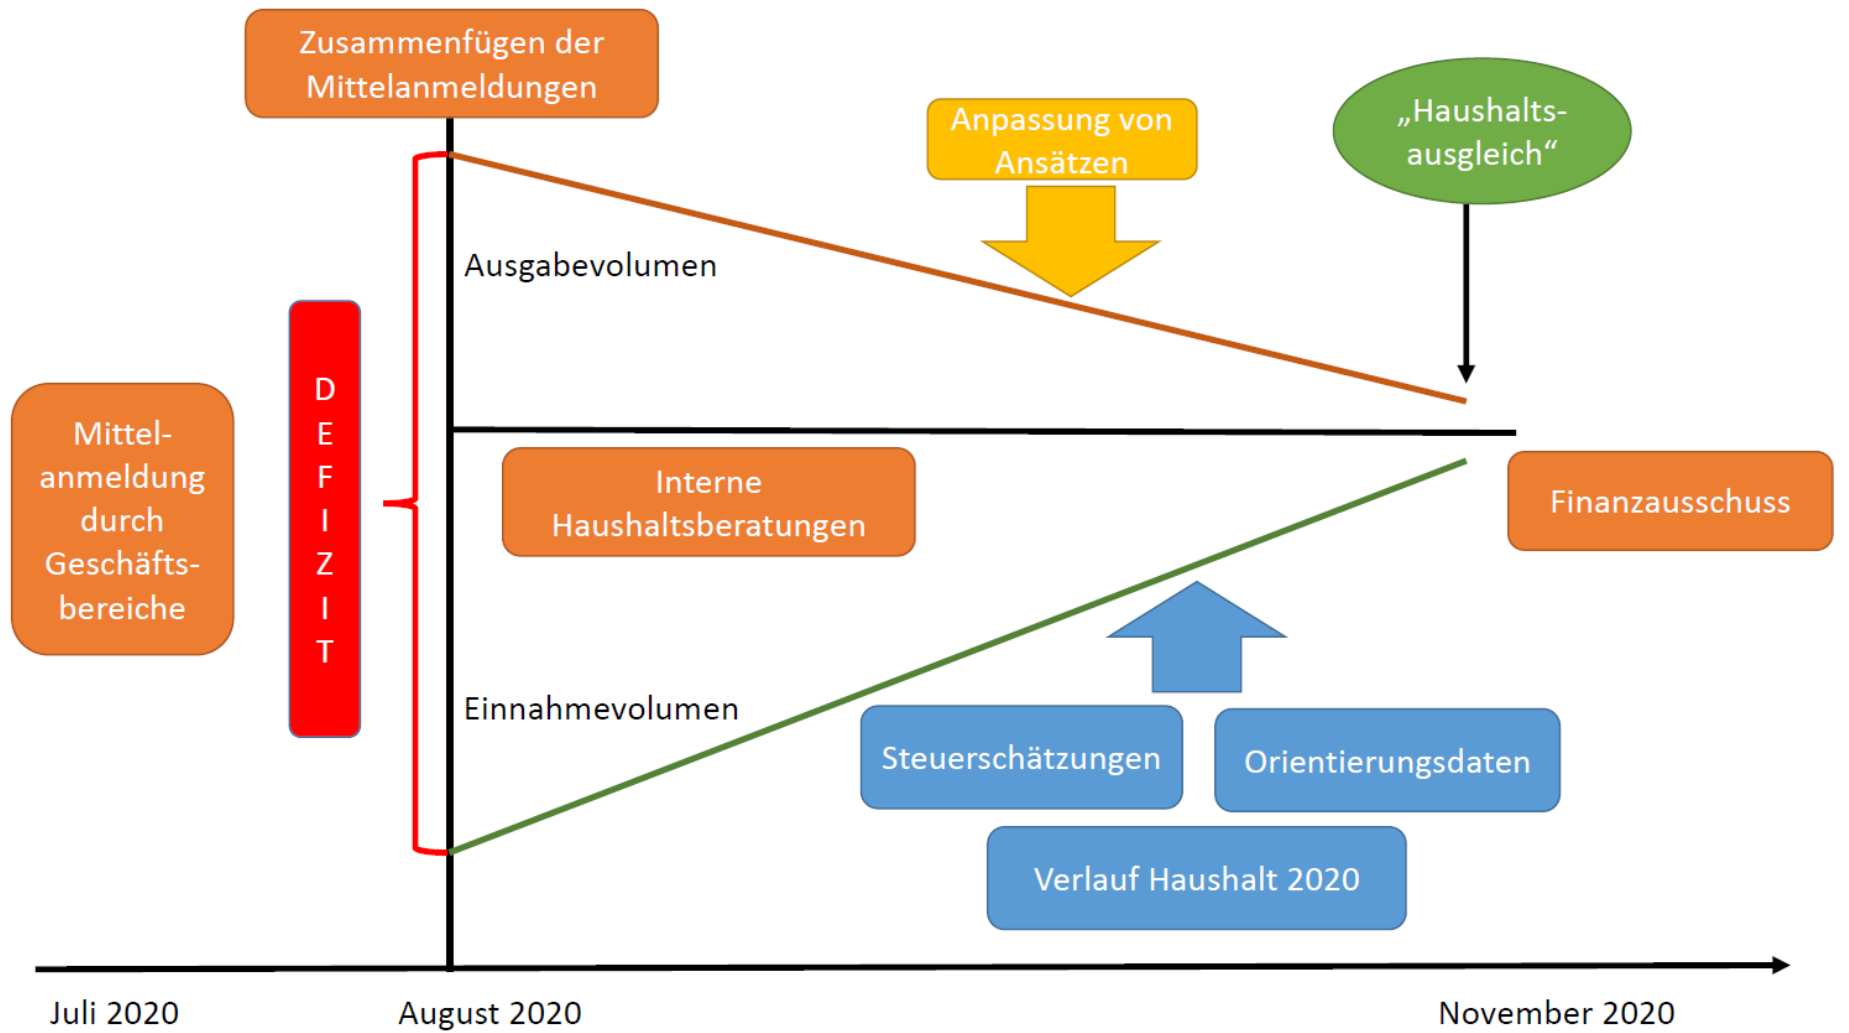 Zusammenfügen der
Mittelanmeldungen
Anpassung von
Ansätzen
„Haushalts-
ausgleich“
Ausgabevolumen
D
E
F
I
Z
I
T
Mittel-
anmeldung
durch
Geschäfts-
bereiche
Interne
Haushaltsberatungen
Finanzausschuss
Einnahmevolumen
Steuerschätzungen
Orientierungsdaten
Verlauf Haushalt 2020
Juli 2020
August 2020
November 2020